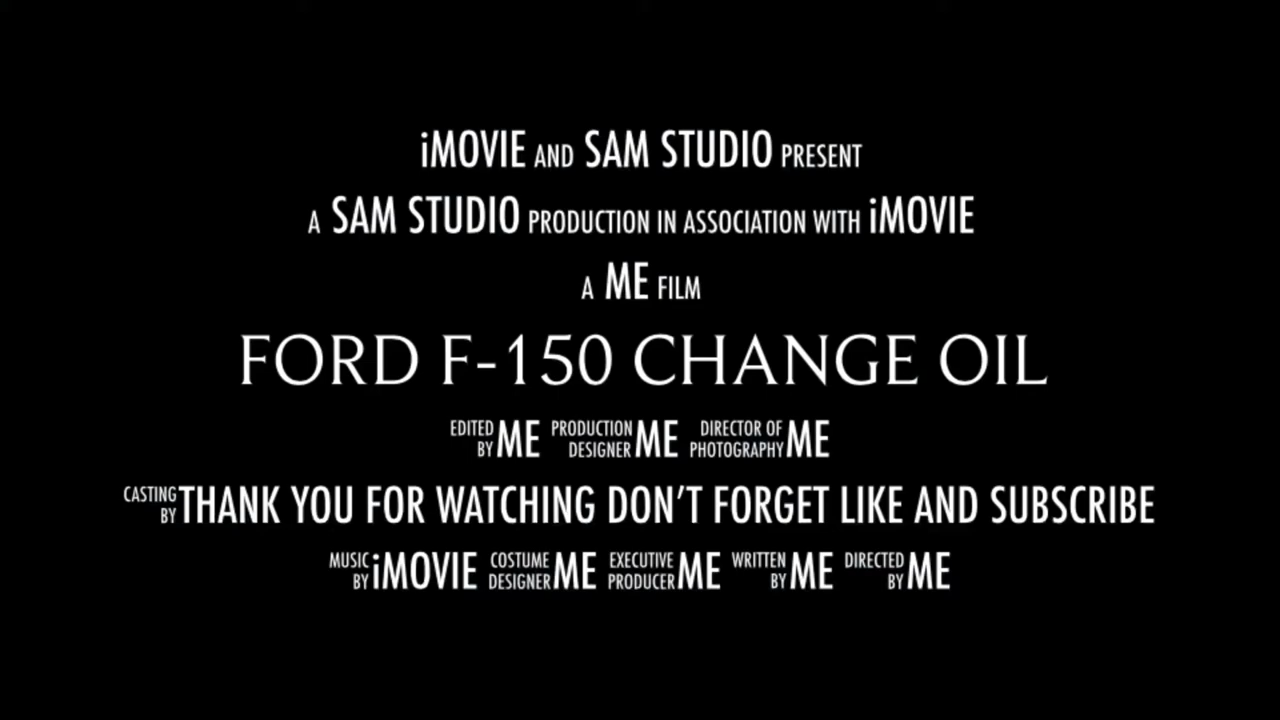 iMOVIE AND SAM STUDIO PRESENT
A SAM STUDIO PRODUCTION IN ASSOCIATION WITH iMOVIE
A ME FILM
FORD F-150 CHANGE OIL
EDITED BY ME PRODUCTION DESIGNER ME DIRECTOR OF PHOTOGRAPHY ME
CASTING BY THANK YOU FOR WATCHING DON'T FORGET LIKE AND SUBSCRIBE
MUSIC BY iMOVIE COSTUME DESIGNER ME EXECUTIVE PRODUCER ME WRITTEN BY ME DIRECTED BY ME